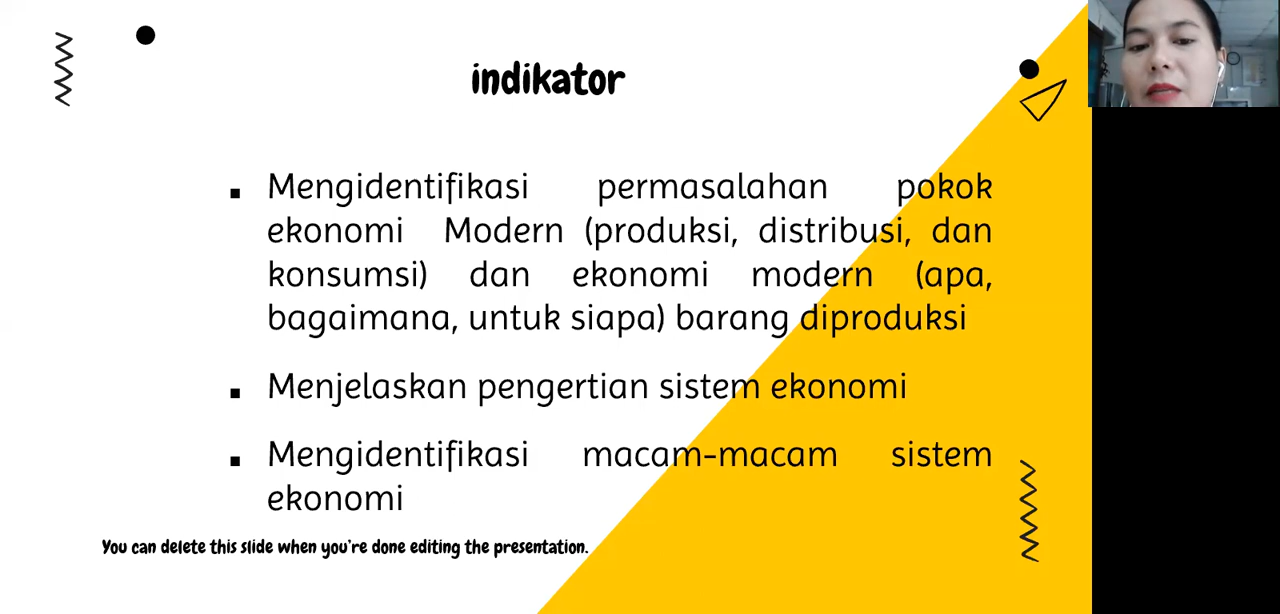 indikator
▪ Mengidentifikasi permasalahan pokok
ekonomi Modern (produksi, distribusi, dan
konsumsi) dan ekonomi modern (apa,
bagaimana, untuk siapa) barang diproduksi
▪ Menjelaskan pengertian sistem ekonomi
▪ Mengidentifikasi macam-macam sistem
ekonomi
You can delete this slide when you're done editing the presentation.